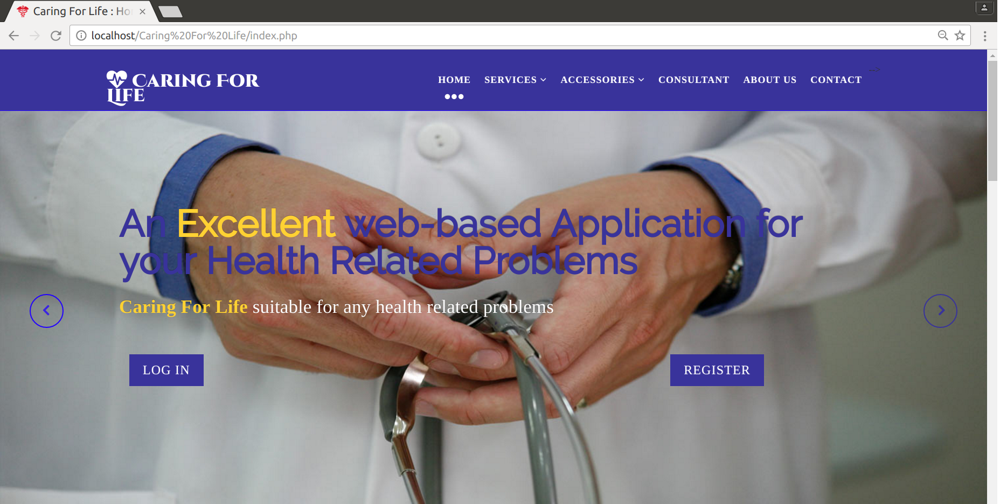 Caring For Life : Ho
localhost/Caring%20For%20Life/index.php
CARING FOR
LIFE
HOME SERVICES ACCESSORIES CONSULTANT ABOUT US CONTACT
-->
An Excellent web-based Application for
your Health Related Problems
Caring For Life suitable for any health related problems
LOG IN
REGISTER